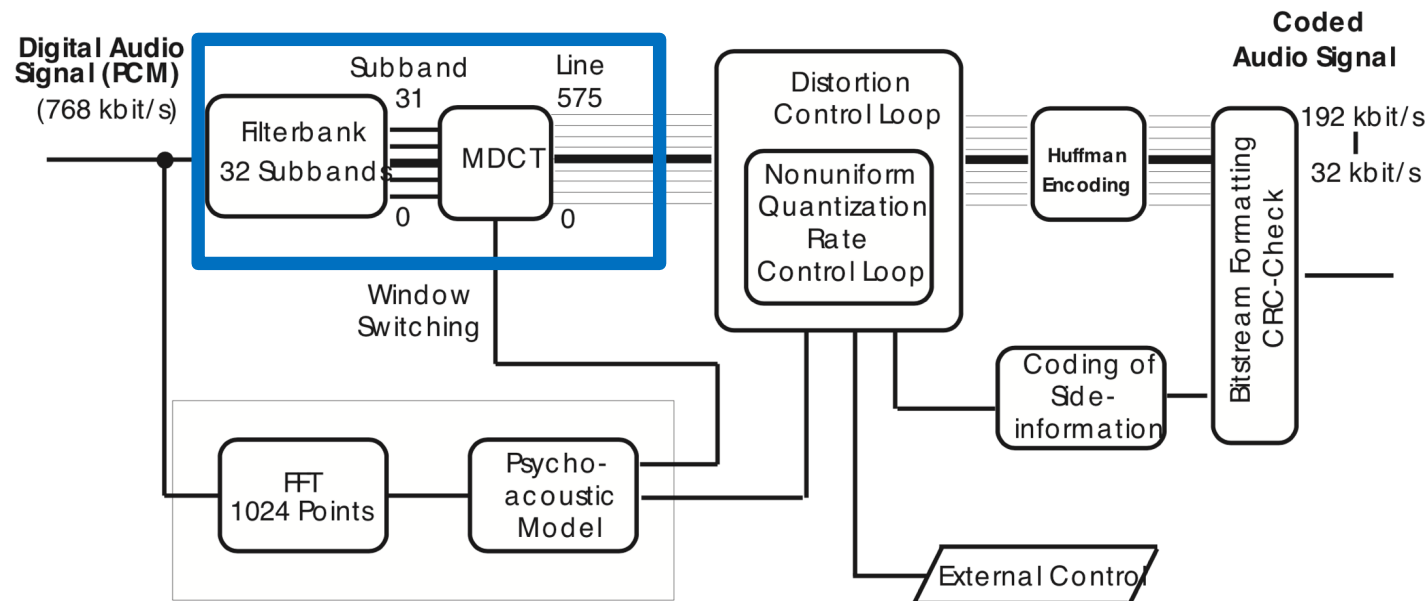 Digital Audio
Signal (PCM)
(768 kbit/s)
Subband
31
Line
575
Filterbank
32 Subbands
MDCT
0
0
Window
Switching
Distortion
Control Loop
Nonuniform
Quantization
Rate
Control Loop
Huffman
Encoding
Coded
Audio Signal
192 kbit/s
32 kbit/s
Bitstream Formatting
CRC-Check
Coding of
Side-
information
FFT
1024 Points
Psycho-
acoustic
Model
External Control